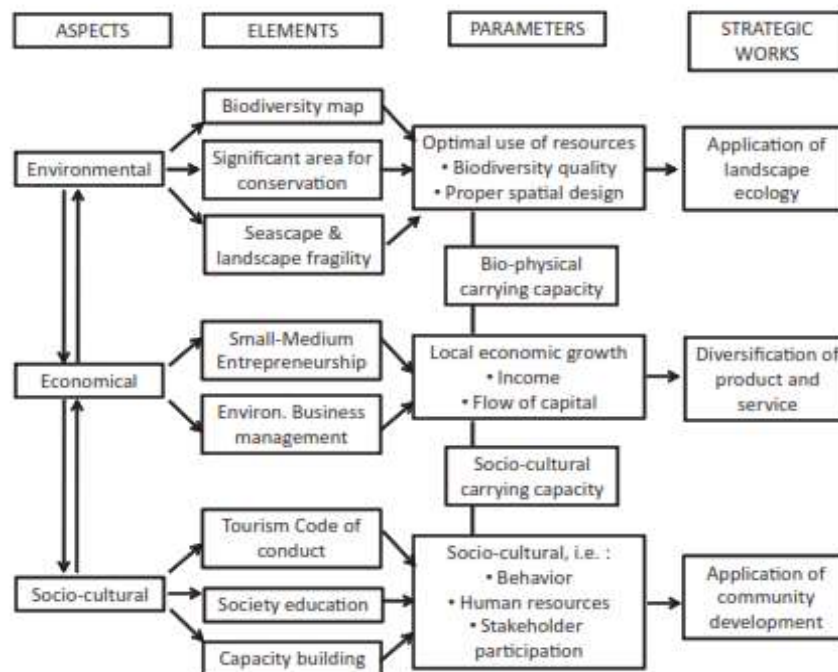 ASPECTS
ELEMENTS
PARAMETERS
STRATEGIC
WORKS
Environmental
Biodiversity map
Significant area for
conservation
Seascape &
landscape fragility
Optimal use of resources
• Biodiversity quality
• Proper spatial design
Application of
landscape
ecology
Bio-physical
carrying capacity
Economical
Small-Medium
Entrepreneurship
Environ. Business
management
Local economic growth
• Income
• Flow of capital
Diversification of
product and
service
Socio-cultural
carrying capacity
Socio-cultural
Tourism Code of
conduct
Society education
Capacity building
Socio-cultural, i.e. :
• Behavior
• Human resources
• Stakeholder
participation
Application of
community
development